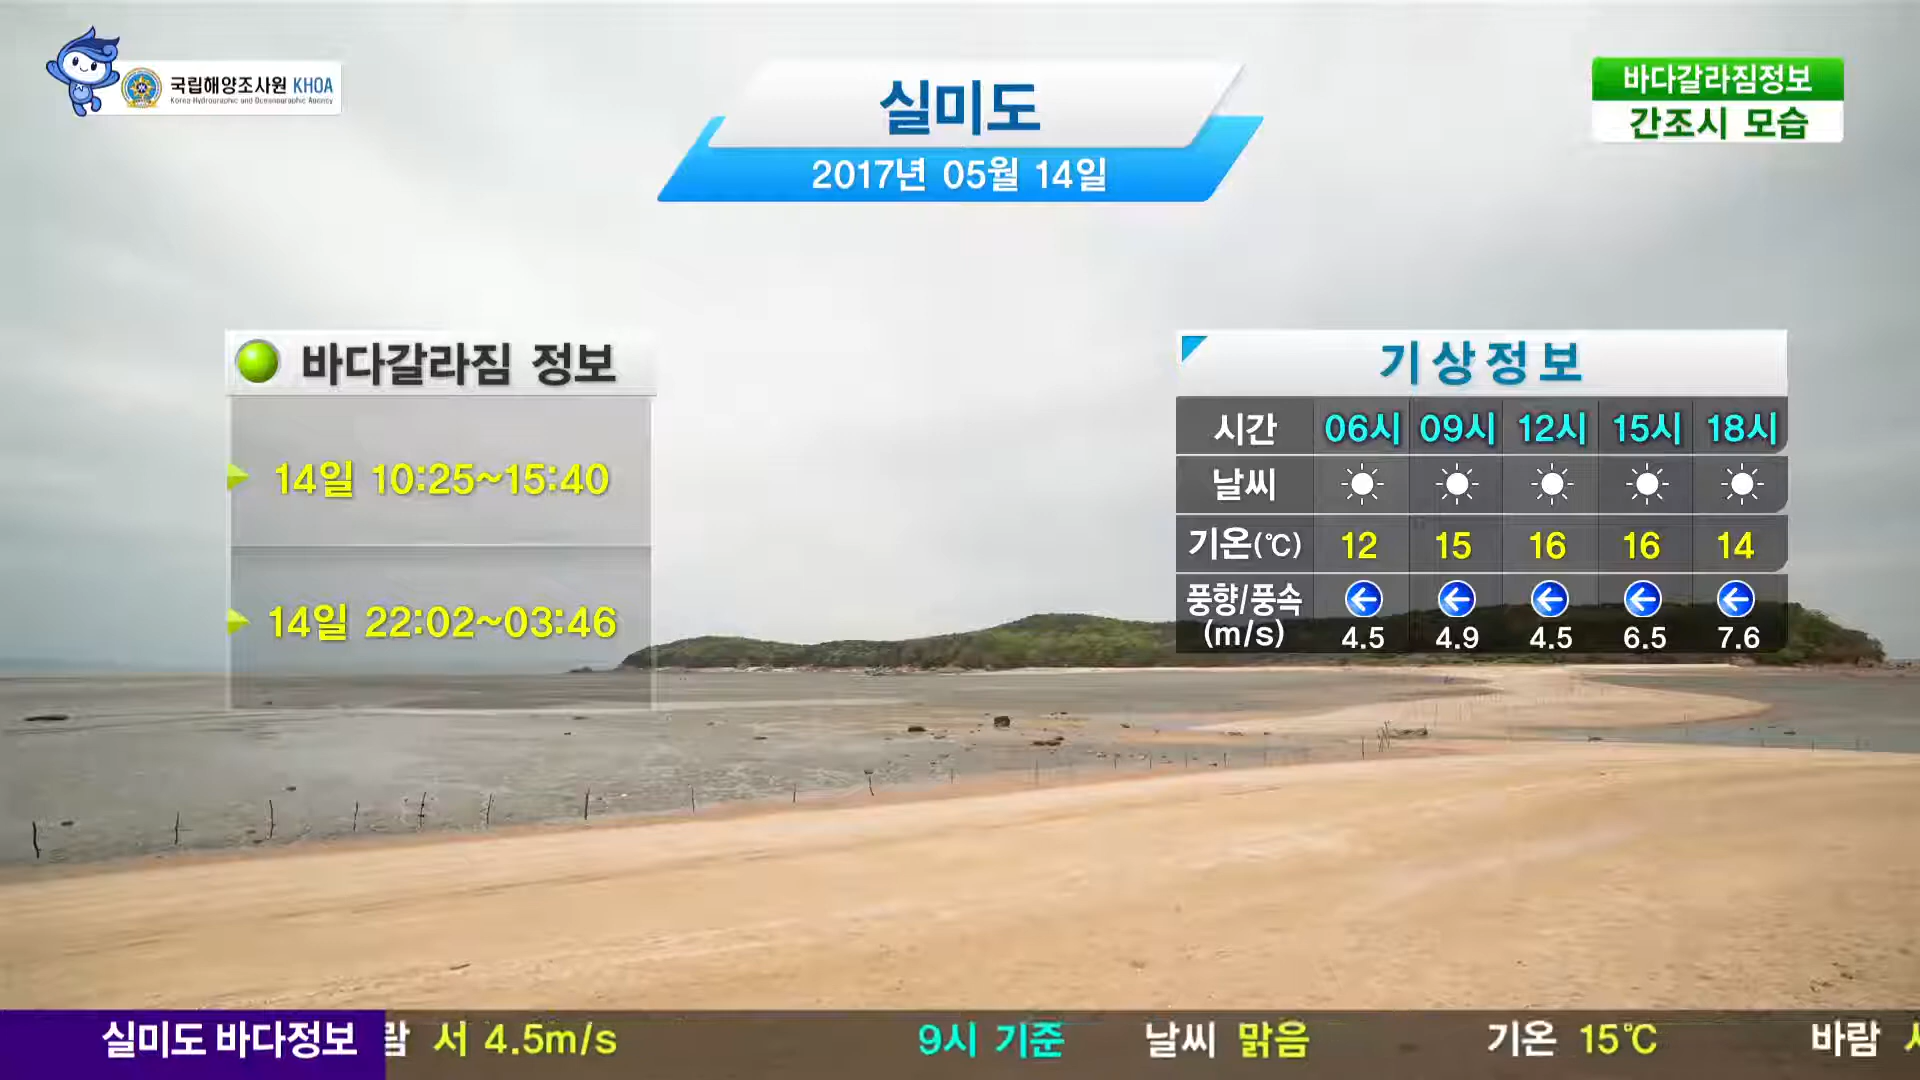 국립해양조사원 KHOA
Korea Hydrographic and Oceanographic Agency
실미도
2017년 05월 14일
바다갈라짐정보
간조시 모습
바다갈라짐 정보
14일 10:25~15:40
14일 22:02~03:46
기상정보
시간 06시 09시 12시 15시 18시
날씨
기온(℃) 12 15 16 16 14
풍향/풍속
(m/s) 4.5 4.9 4.5 6.5 7.6
실미도 바다정보 람 서 4.5m/s 9시 기준 날씨 맑음 기온 15℃ 바람